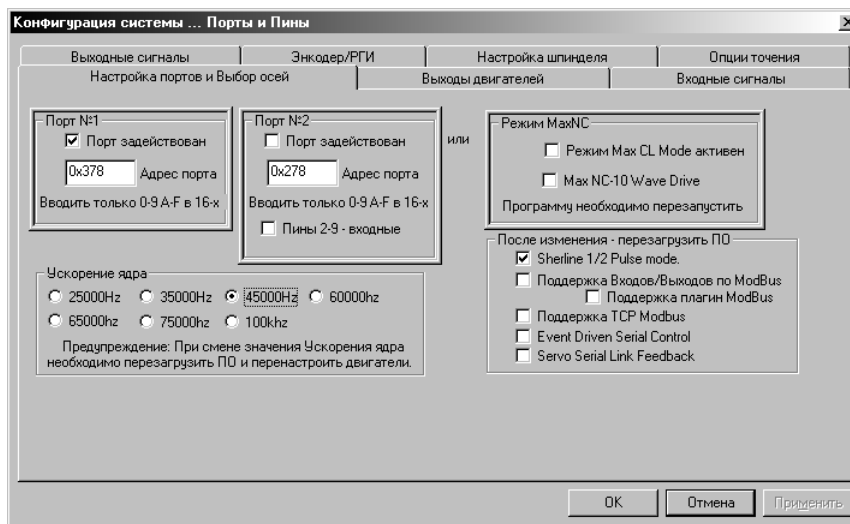 Конфигурация системы ... Порты и Пины
Выходные сигналы Энкодер/РГИ Настройка шпинделя Опции точения
Настройка портов и Выбор осей Выходы двигателей Входные сигналы
Порт №1
Порт задействован
0x378 Адрес порта
Вводить только 0-9 A-F в 16-х
Порт №2
Порт задействован
0x278 Адрес порта
Вводить только 0-9 A-F в 16-х
Пины 2-9 - входные
или
Режим MaxNC
Режим Max CL Mode активен
Max NC-10 Wave Drive
Программу необходимо перезапустить
Ускорение ядра
25000Hz 35000Hz 45000Hz 60000hz
65000hz 75000hz 100khz
Предупреждение: При смене значения Ускорения ядра
необходимо перезагрузить ПО и перенастроить двигатели.
После изменения - перезагрузить ПО
Sherline 1/2 Pulse mode.
Поддержка Входов/Выходов по ModBus
Поддержка плагин ModBus
Поддержка TCP Modbus
Event Driven Serial Control
Servo Serial Link Feedback
OK Отмена Применить